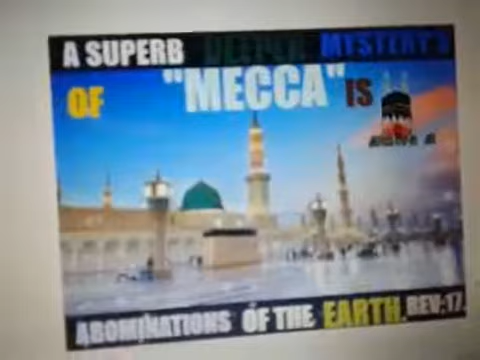 A SUPERB MYSTERY'S
OF "MECCA" IS
ABOMINATIONS OF THE EARTH.REV:17.